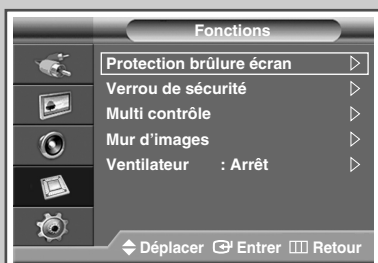 Fonctions
Protection brûlure écran
Verrou de sécurité
Multi contrôle
Mur d’images
Ventilateur : Arrêt
Déplacer Entrer Retour